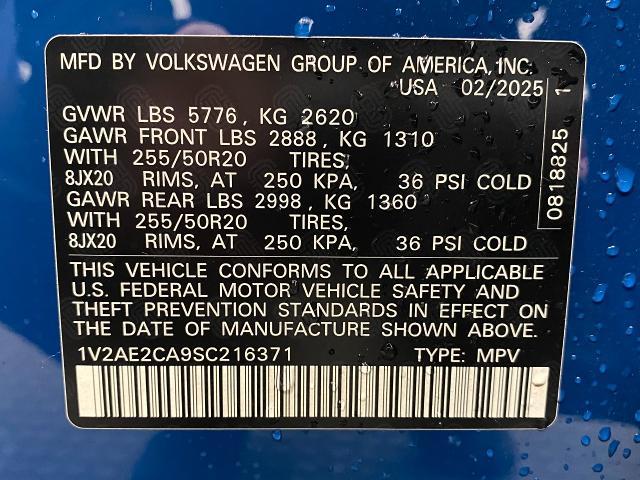 MFD BY VOLKSWAGEN GROUP OF AMERICA, INC.
USA 02/2025
GVWR LBS 5776, KG 2620
GAWR FRONT LBS 2888, KG 1310
WITH 255/50R20 TIRES,
8JX20 RIMS, AT 250 KPA, 36 PSI COLD
GAWR REAR LBS 2998, KG 1360
WITH 255/50R20 TIRES,
8JX20 RIMS, AT 250 KPA, 36 PSI COLD
0818825 1
THIS VEHICLE CONFORMS TO ALL APPLICABLE
U.S. FEDERAL MOTOR VEHICLE SAFETY AND
THEFT PREVENTION STANDARDS IN EFFECT ON
THE DATE OF MANUFACTURE SHOWN ABOVE.
1V2AE2CA9SC216371 TYPE: MPV